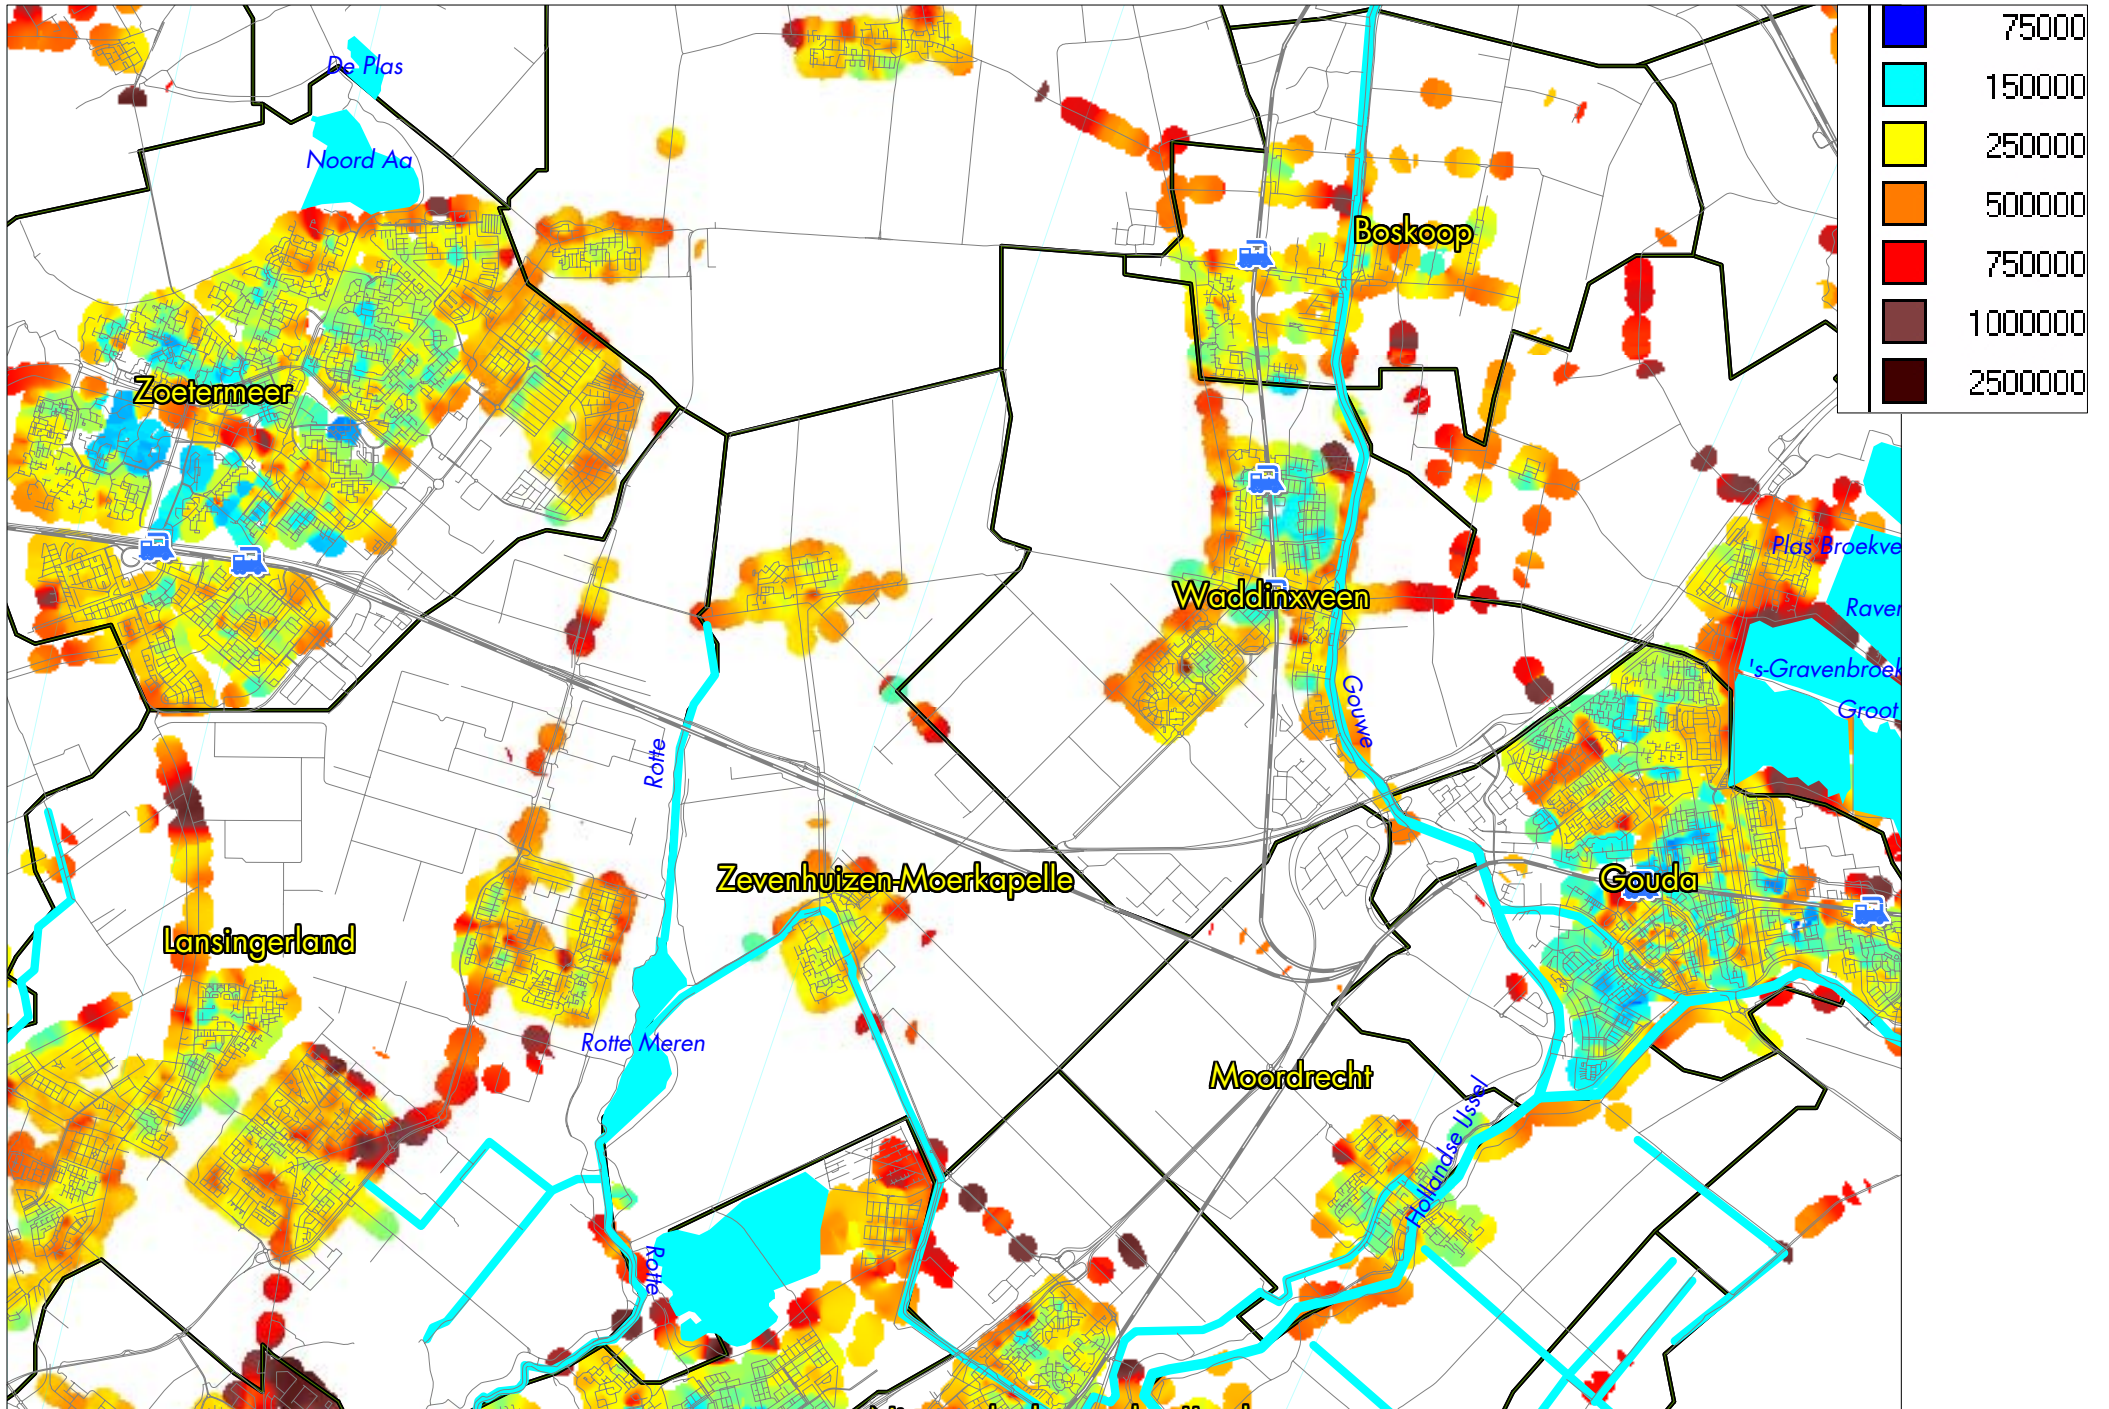 75000
De Plas
150000
250000
Noord Aa
500000
Boskoop
750000
1000000
Zoetermeer
2500000
Plas Broekve
Waddinxveen
Raver
's-Gravenbroek
Groot
Gouwe
Rotte
Zevenhuizen-Moerkapelle
Gouda
Lansingerland
Rotte Meren
Moordrecht
Hollandse IJssel
Rotte